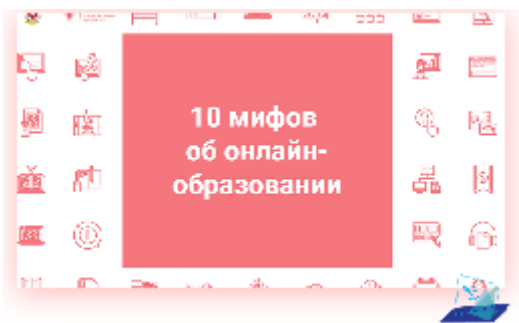 10 мифов
об онлайн-
образовании